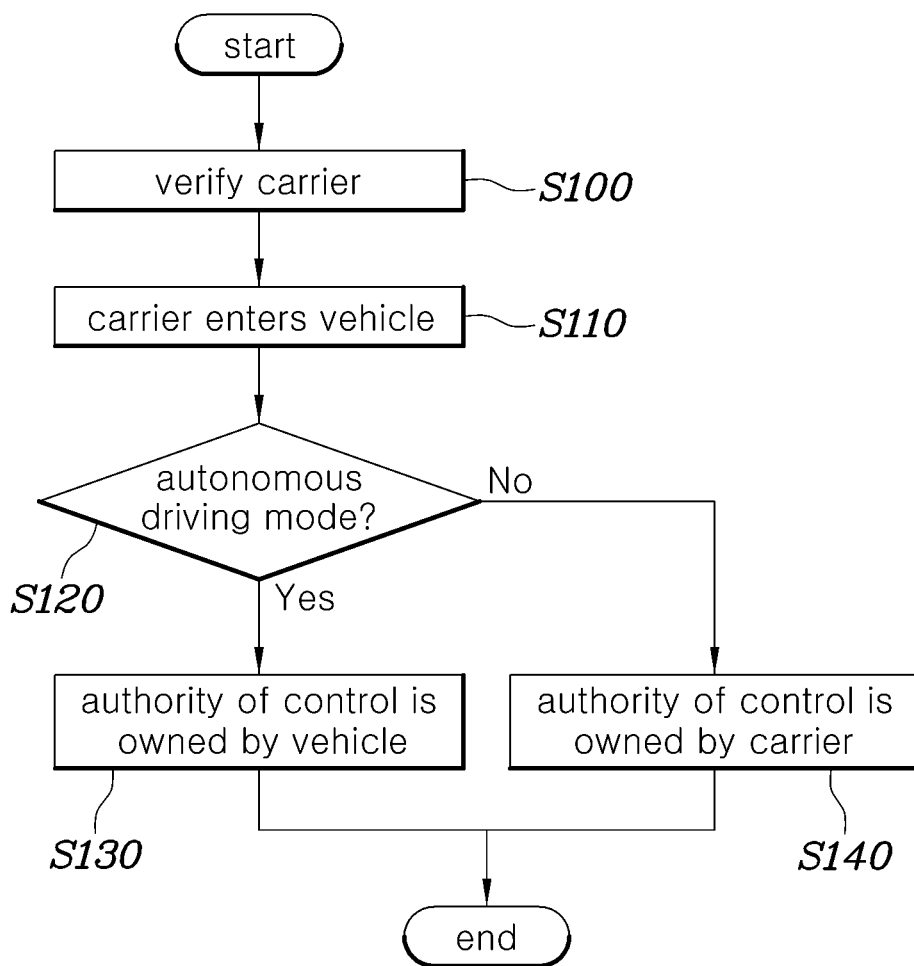 start
verify carrier
S100
carrier enters vehicle
S110
autonomous
driving mode?
No
S120
Yes
authority of control is
owned by vehicle
authority of control is
owned by carrier
S130
S140
end